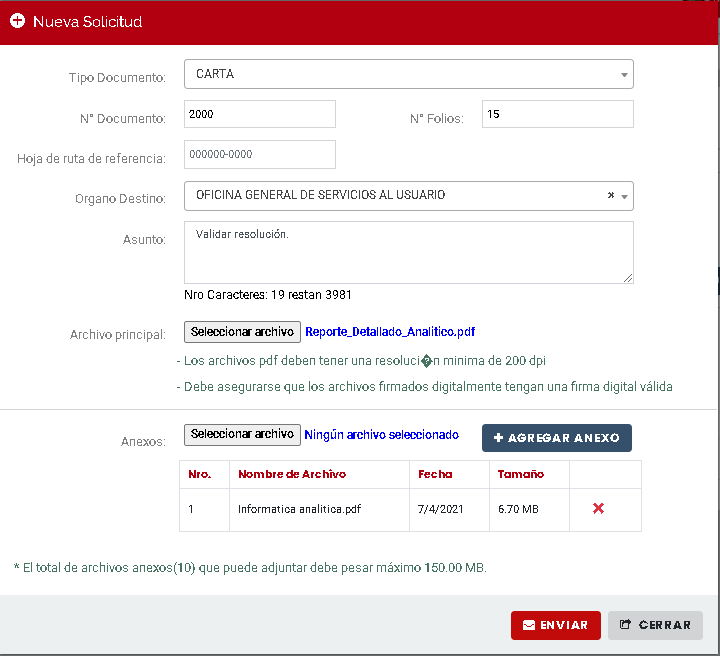 Nueva Solicitud
Tipo Documento: CARTA
N° Documento: 2000 N° Folios: 15
Hoja de ruta de referencia: 000000-0000
Organo Destino: OFICINA GENERAL DE SERVICIOS AL USUARIO ×
Asunto: Validar resolución.
Nro Caracteres: 19 restan 3981
Archivo principal: Seleccionar archivo Reporte_Detallado_Analitico.pdf
- Los archivos pdf deben tener una resoluci�n minima de 200 dpi
- Debe asegurarse que los archivos firmados digitalmente tengan una firma digital válida
Anexos: Seleccionar archivo Ningún archivo seleccionado + AGREGAR ANEXO
Nro. Nombre de Archivo Fecha Tamaño
1 Informatica analitica.pdf 7/4/2021 6.70 MB
* El total de archivos anexos(10) que puede adjuntar debe pesar máximo 150.00 MB.
ENVIAR CERRAR